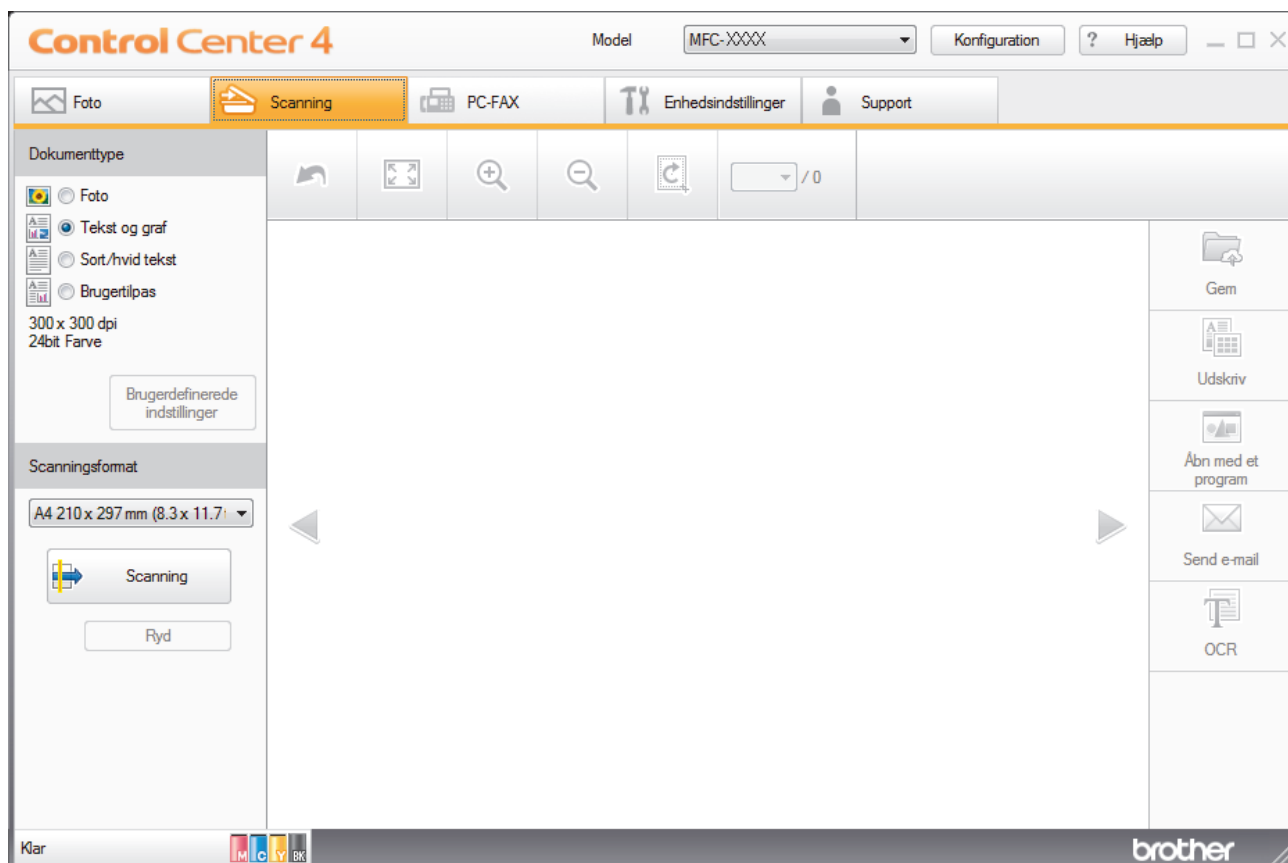 Control Center 4
Model
MFC-XXXX
Konfiguration
? Hjælp
Foto
Scanning
PC-FAX
Enhedsindstillinger
Support
Dokumenttype
/ 0
Foto
Tekst og graf
Sort/hvid tekst
Brugertilpas
300 x 300 dpi
24bit Farve
Brugerdefinerede
indstillinger
Scanningsformat
A4 210 x 297 mm (8.3 x 11.7
Scanning
Ryd
Gem
Udskriv
Åbn med et
program
Send e-mail
OCR
Klar
M C Y BK
brother